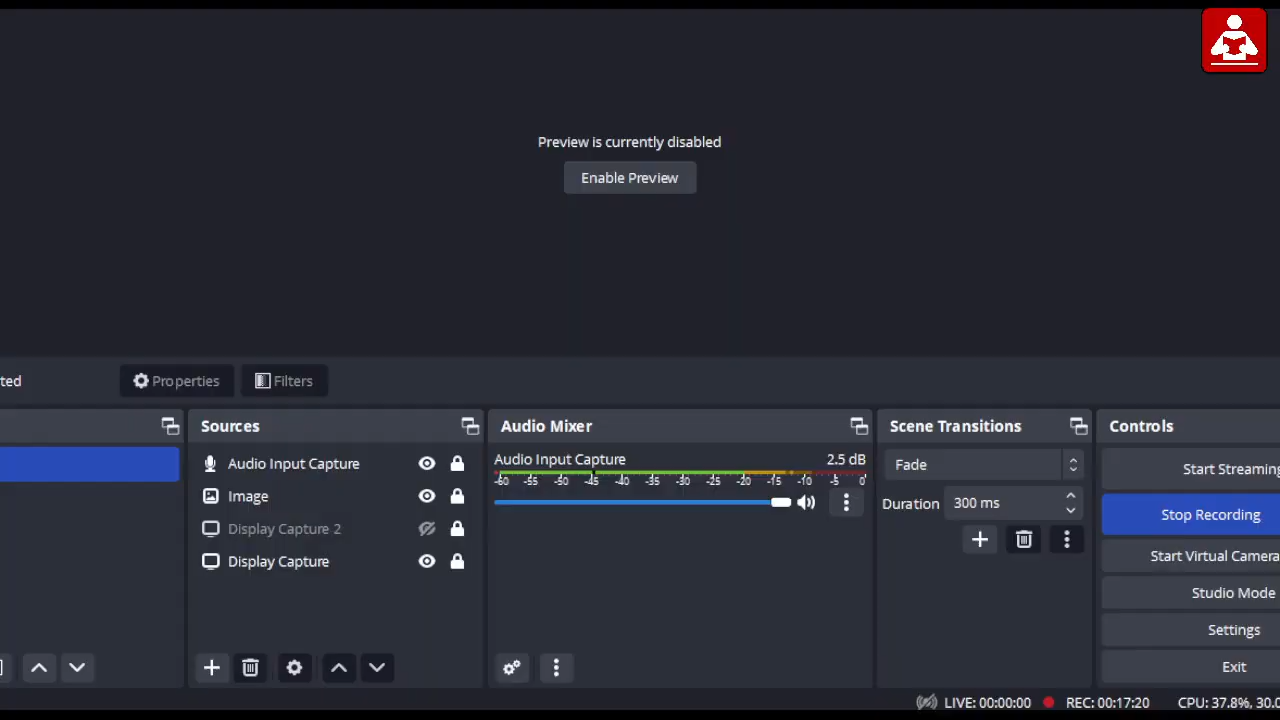 Preview is currently disabled
Enable Preview
ted
Properties
Filters
Sources
Audio Input Capture
Image
Display Capture 2
Display Capture
Audio Mixer
Audio Input Capture 2.5 dB
-60 -55 -50 -45 -40 -35 -30 -25 -20 -15 -10 -5 0
Scene Transitions
Fade
Duration 300 ms
Controls
Start Streaming
Stop Recording
Start Virtual Camera
Studio Mode
Settings
Exit
LIVE: 00:00:00 REC: 00:17:20 CPU: 37.8%, 30.0